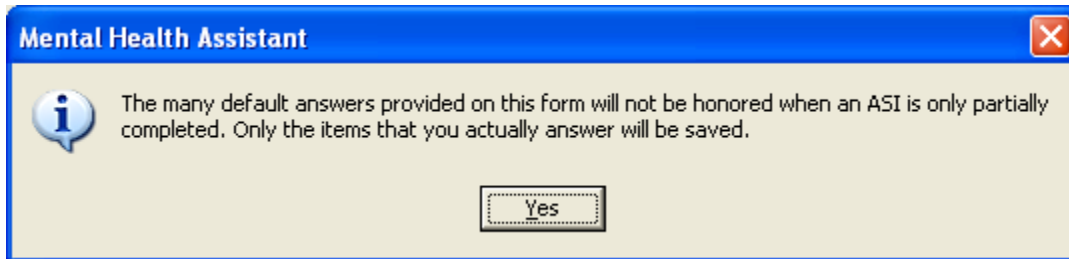 Mental Health Assistant
The many default answers provided on this form will not be honored when an ASI is only partially
completed. Only the items that you actually answer will be saved.
Yes